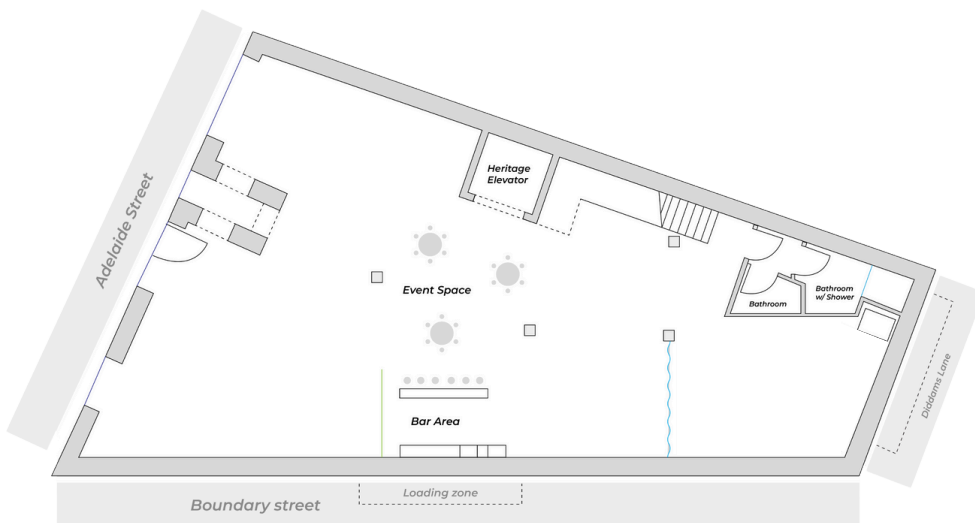 Adelaide Street
Heritage
Elevator
Event Space
Bathroom
Bathroom
w/ Shower
Diddams Lane
Bar Area
Loading zone
Boundary street